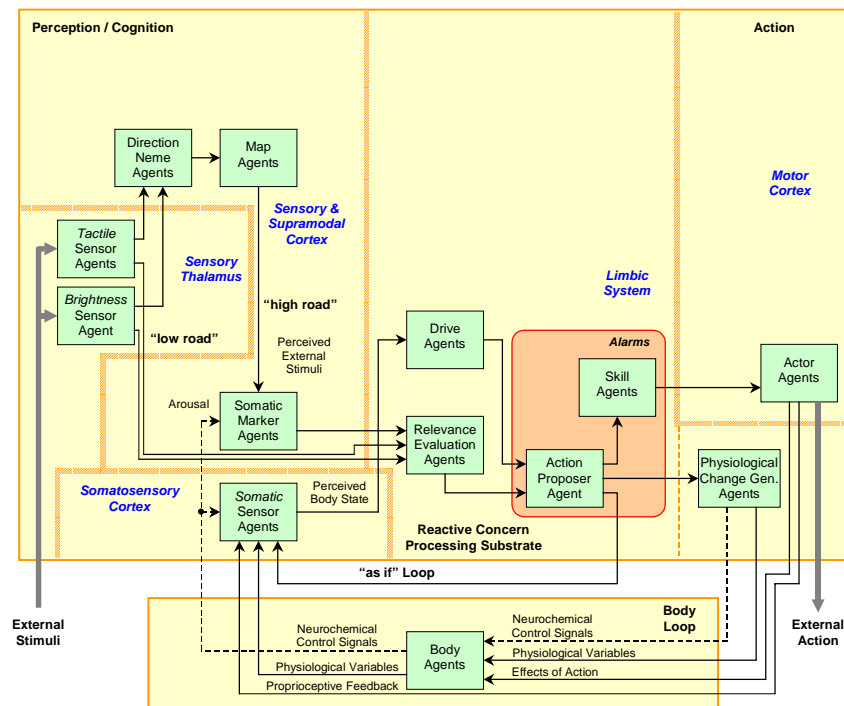 Perception / Cognition
Action
Direction
Neme
Agents
Map
Agents
Motor
Cortex
Sensory &
Supramodal
Cortex
Tactile
Sensor
Agents
Sensory
Thalamus
Limbic
System
Brightness
Sensor
Agent
“high road”
“low road”
Drive
Agents
Perceived
External
Stimuli
Alarms
Skill
Agents
Actor
Agents
Arousal
Somatic
Marker
Agents
Relevance
Evaluation
Agents
Action
Proposer
Agent
Physiological
Change Gen.
Agents
Somatosensory
Cortex
Somatic
Sensor
Agents
Perceived
Body State
Reactive Concern
Processing Substrate
“as if” Loop
External
Stimuli
Body
Loop
External
Action
Neurochemical
Control Signals
Neurochemical
Control Signals
Body
Agents
Physiological Variables
Physiological Variables
Effects of Action
Proprioceptive Feedback